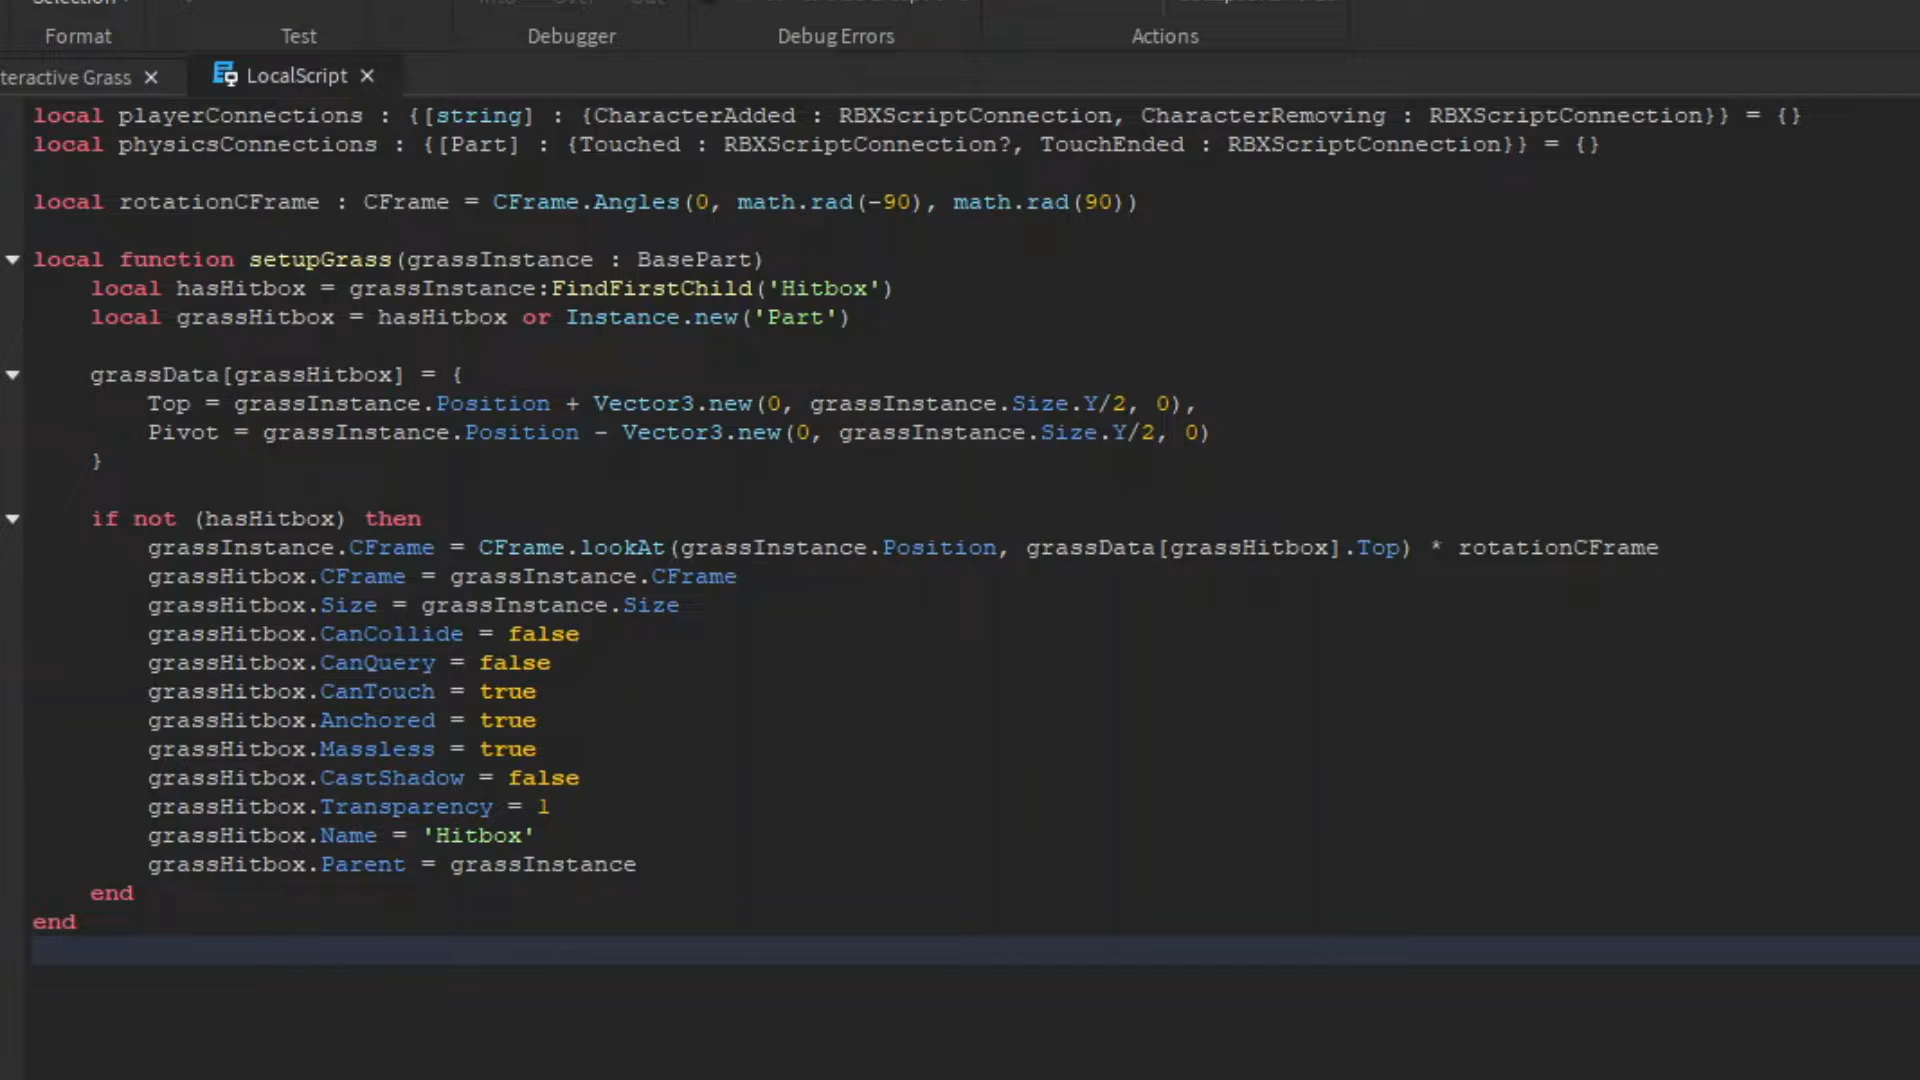 Selection
Format Test Debugger Debug Errors Actions
teractive Grass LocalScript
local playerConnections : {[string] : {CharacterAdded : RBXScriptConnection, CharacterRemoving : RBXScriptConnection}} = {}
local physicsConnections : {[Part] : {Touched : RBXScriptConnection?, TouchEnded : RBXScriptConnection}} = {}
local rotationCFrame : CFrame = CFrame.Angles(0, math.rad(-90), math.rad(90))
local function setupGrass(grassInstance : BasePart)
local hasHitbox = grassInstance:FindFirstChild('Hitbox')
local grassHitbox = hasHitbox or Instance.new('Part')
grassData[grassHitbox] = {
Top = grassInstance.Position + Vector3.new(0, grassInstance.Size.Y/2, 0),
Pivot = grassInstance.Position - Vector3.new(0, grassInstance.Size.Y/2, 0)
}
if not (hasHitbox) then
grassInstance.CFrame = CFrame.lookAt(grassInstance.Position, grassData[grassHitbox].Top) * rotationCFrame
grassHitbox.CFrame = grassInstance.CFrame
grassHitbox.Size = grassInstance.Size
grassHitbox.CanCollide = false
grassHitbox.CanQuery = false
grassHitbox.CanTouch = true
grassHitbox.Anchored = true
grassHitbox.Massless = true
grassHitbox.CastShadow = false
grassHitbox.Transparency = 1
grassHitbox.Name = 'Hitbox'
grassHitbox.Parent = grassInstance
end
end